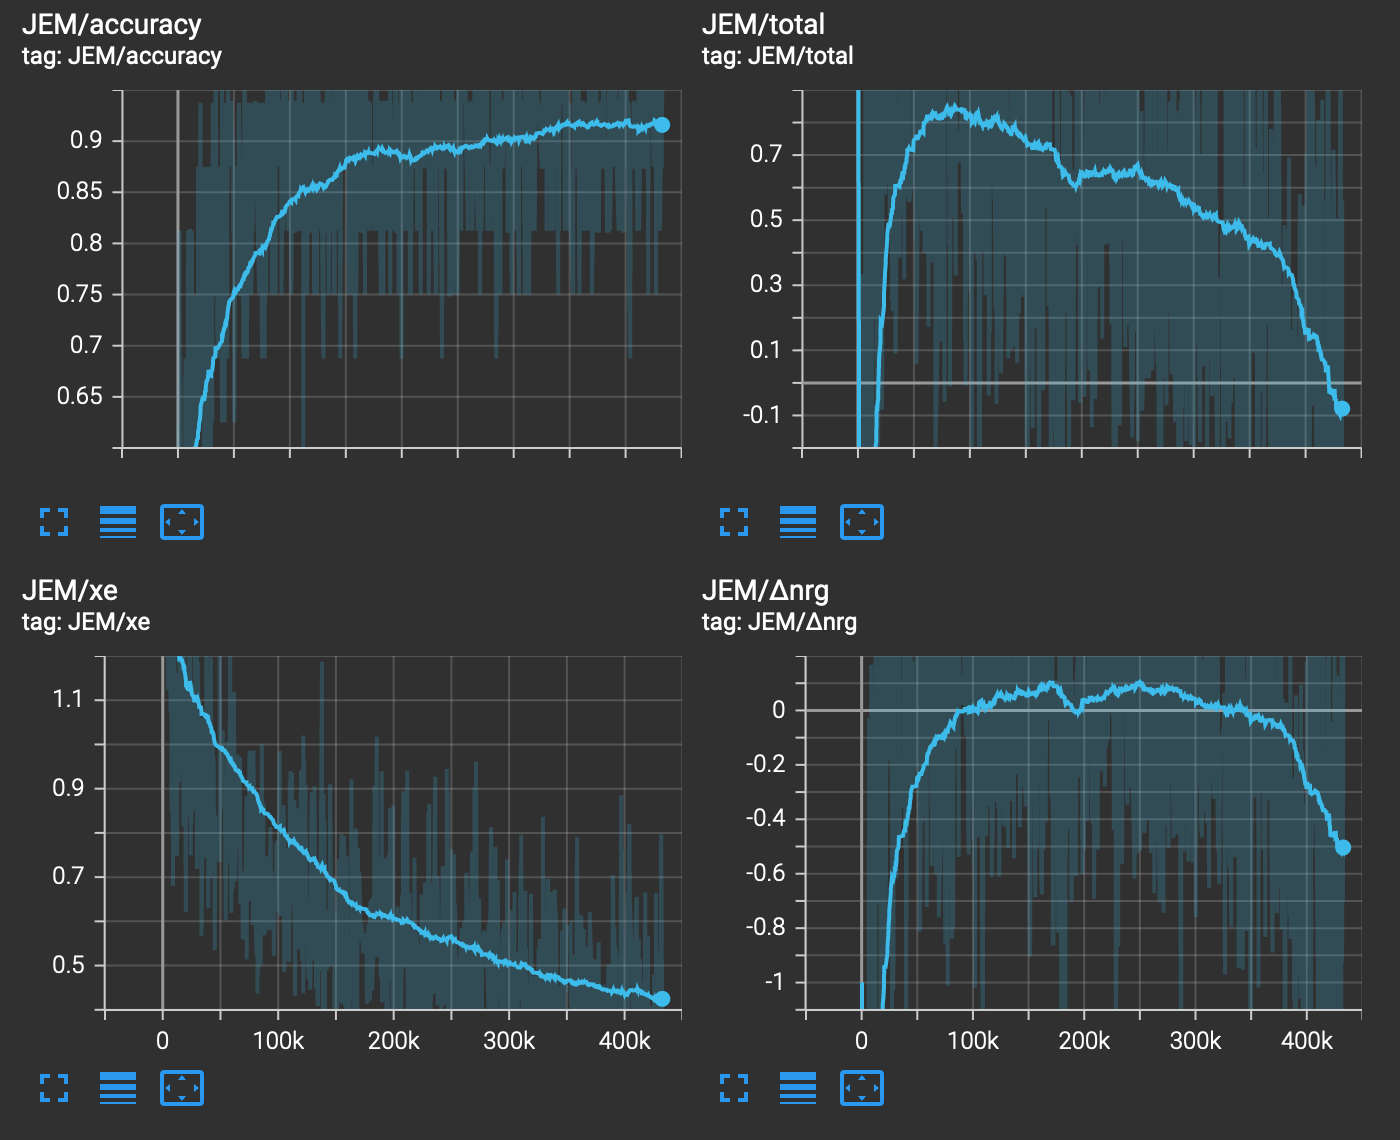 JEM/accuracy
tag: JEM/accuracy
0.9
0.85
0.8
0.75
0.7
0.65
JEM/total
tag: JEM/total
0.7
0.5
0.3
0.1
-0.1
JEM/xe
tag: JEM/xe
1.1
0.9
0.7
0.5
0 100k 200k 300k 400k
JEM/Δnrg
tag: JEM/Δnrg
0
-0.2
-0.4
-0.6
-0.8
-1
0 100k 200k 300k 400k